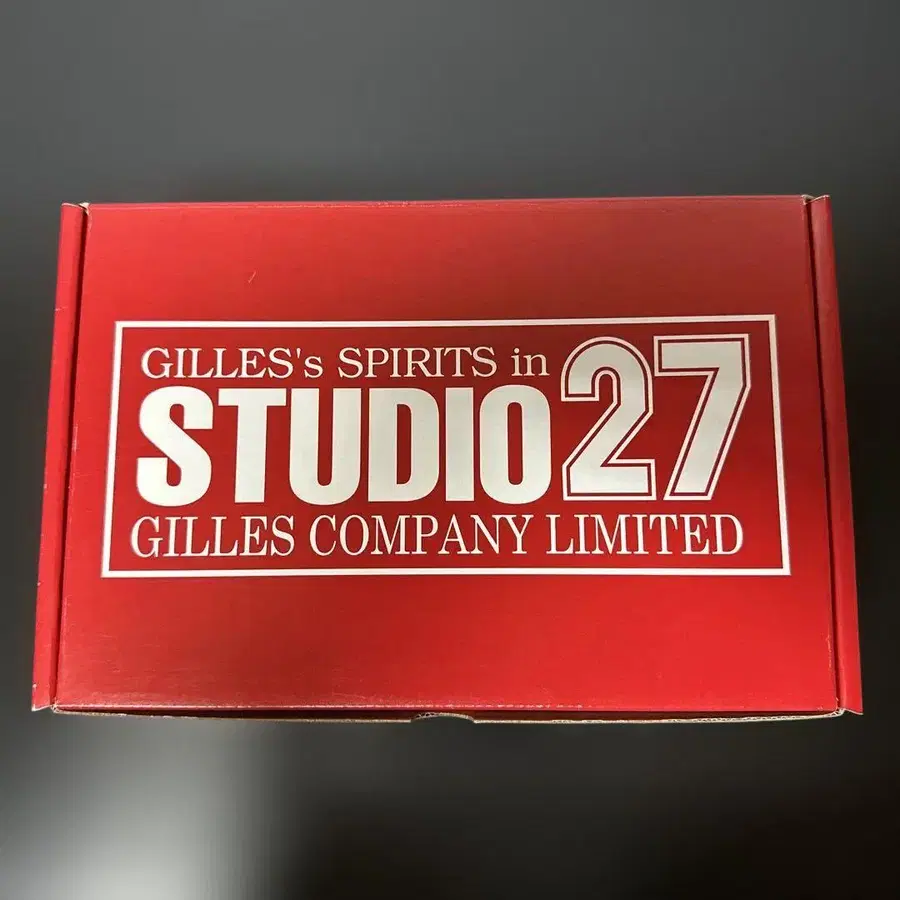 GILLES's SPIRITS in
STUDIO27
GILLES COMPANY LIMITED